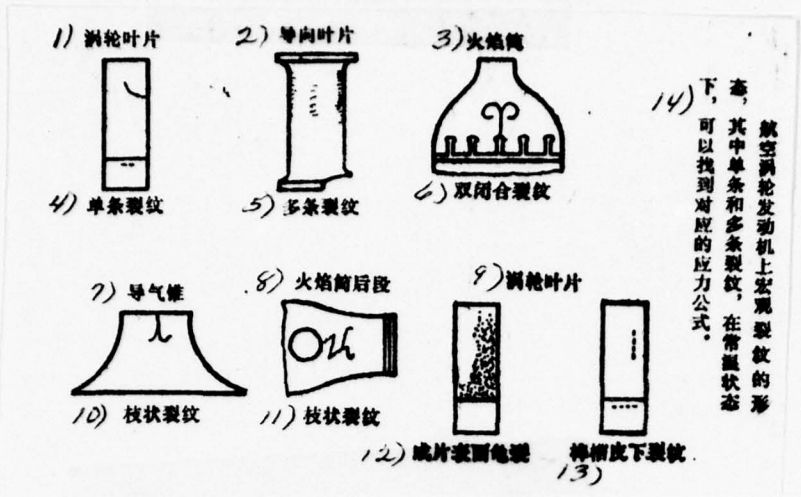 1) 涡轮叶片
2) 导向叶片
3) 火焰筒
4) 单条裂纹
5) 多条裂纹
6) 双闭合裂纹
7) 导气锥
8) 火焰筒后段
9) 涡轮叶片
10) 枝状裂纹
11) 枝状裂纹
12) 成片表面龟裂
榫槽皮下裂纹
13)
14)
航空涡轮发动机上宏观裂纹的形
态，其中单条和多条裂纹，在常温状态
下，可以找到对应的应力公式。